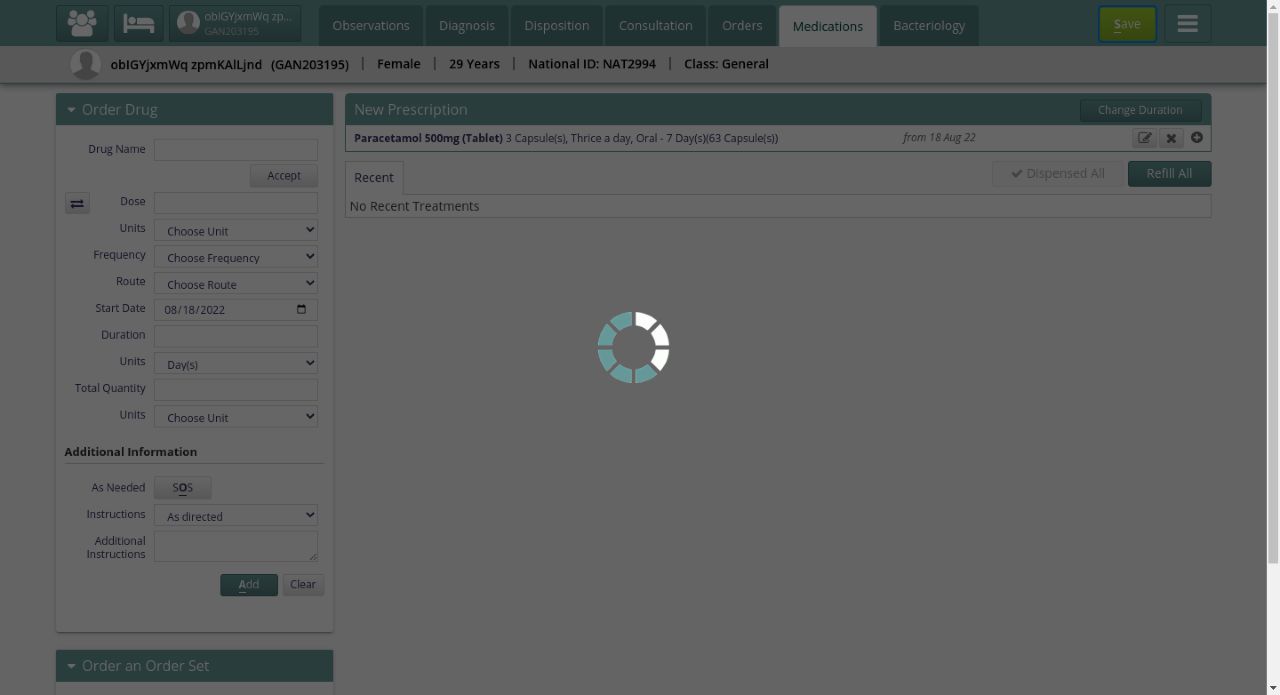 obIGYjxmWq zp...
GAN203195
Observations
Diagnosis
Disposition
Consultation
Orders
Medications
Bacteriology
Save
obIGYjxmWq zpmKAlLjnd (GAN203195) | Female | 29 Years | National ID: NAT2994 | Class: General
Order Drug
Drug Name
Accept
Dose
Units Choose Unit
Frequency Choose Frequency
Route Choose Route
Start Date 08/18/2022
Duration
Units Day(s)
Total Quantity
Units Choose Unit
Additional Information
As Needed SOS
Instructions As directed
Additional
Instructions
Add Clear
Order an Order Set
New Prescription
Change Duration
Paracetamol 500mg (Tablet) 3 Capsule(s), Thrice a day, Oral - 7 Day(s)(63 Capsule(s)) from 18 Aug 22
Recent
Dispensed All
Refill All
No Recent Treatments